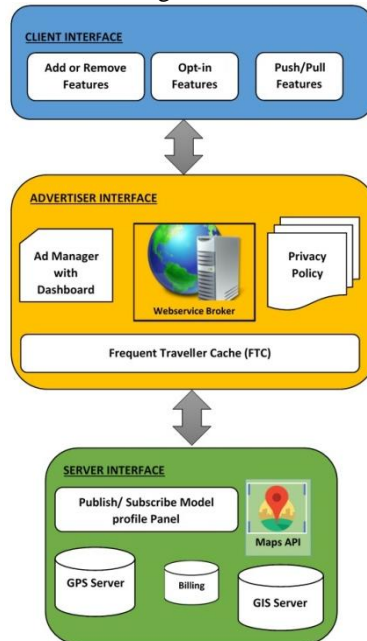 CLIENT INTERFACE
Add or Remove
Features
Opt-in
Features
Push/Pull
Features
ADVERTISER INTERFACE
Ad Manager
with
Dashboard
Webservice Broker
Privacy
Policy
Frequent Traveller Cache (FTC)
SERVER INTERFACE
Publish/ Subscribe Model
profile Panel
Maps API
GPS Server
Billing
GIS Server